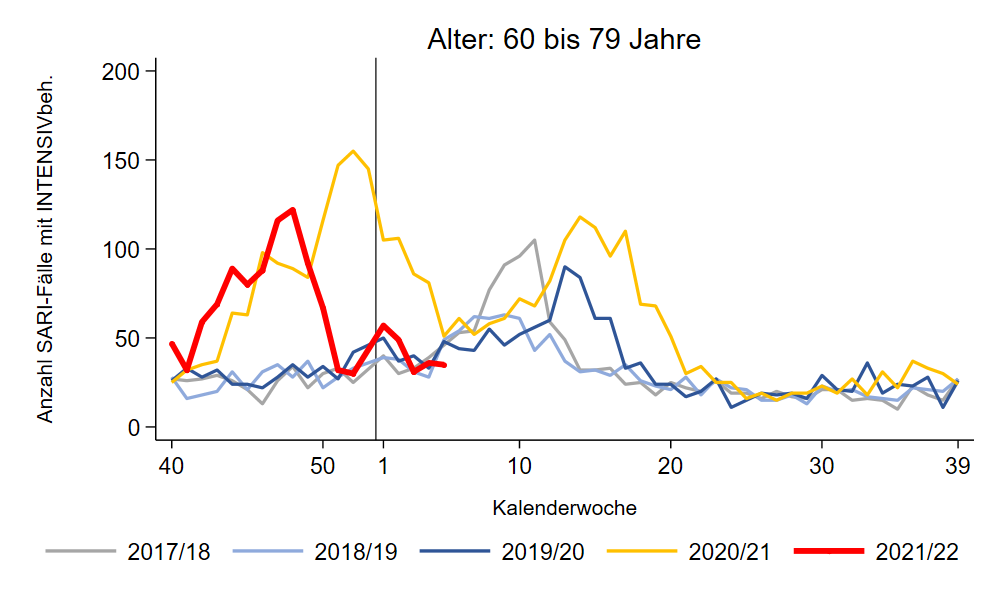 Alter: 60 bis 79 Jahre
Anzahl SARI-Fälle mit INTENSIVbeh.
200
150
100
50
0
40 50 1 10 20 30 39
Kalenderwoche
2017/18 2018/19 2019/20 2020/21 2021/22